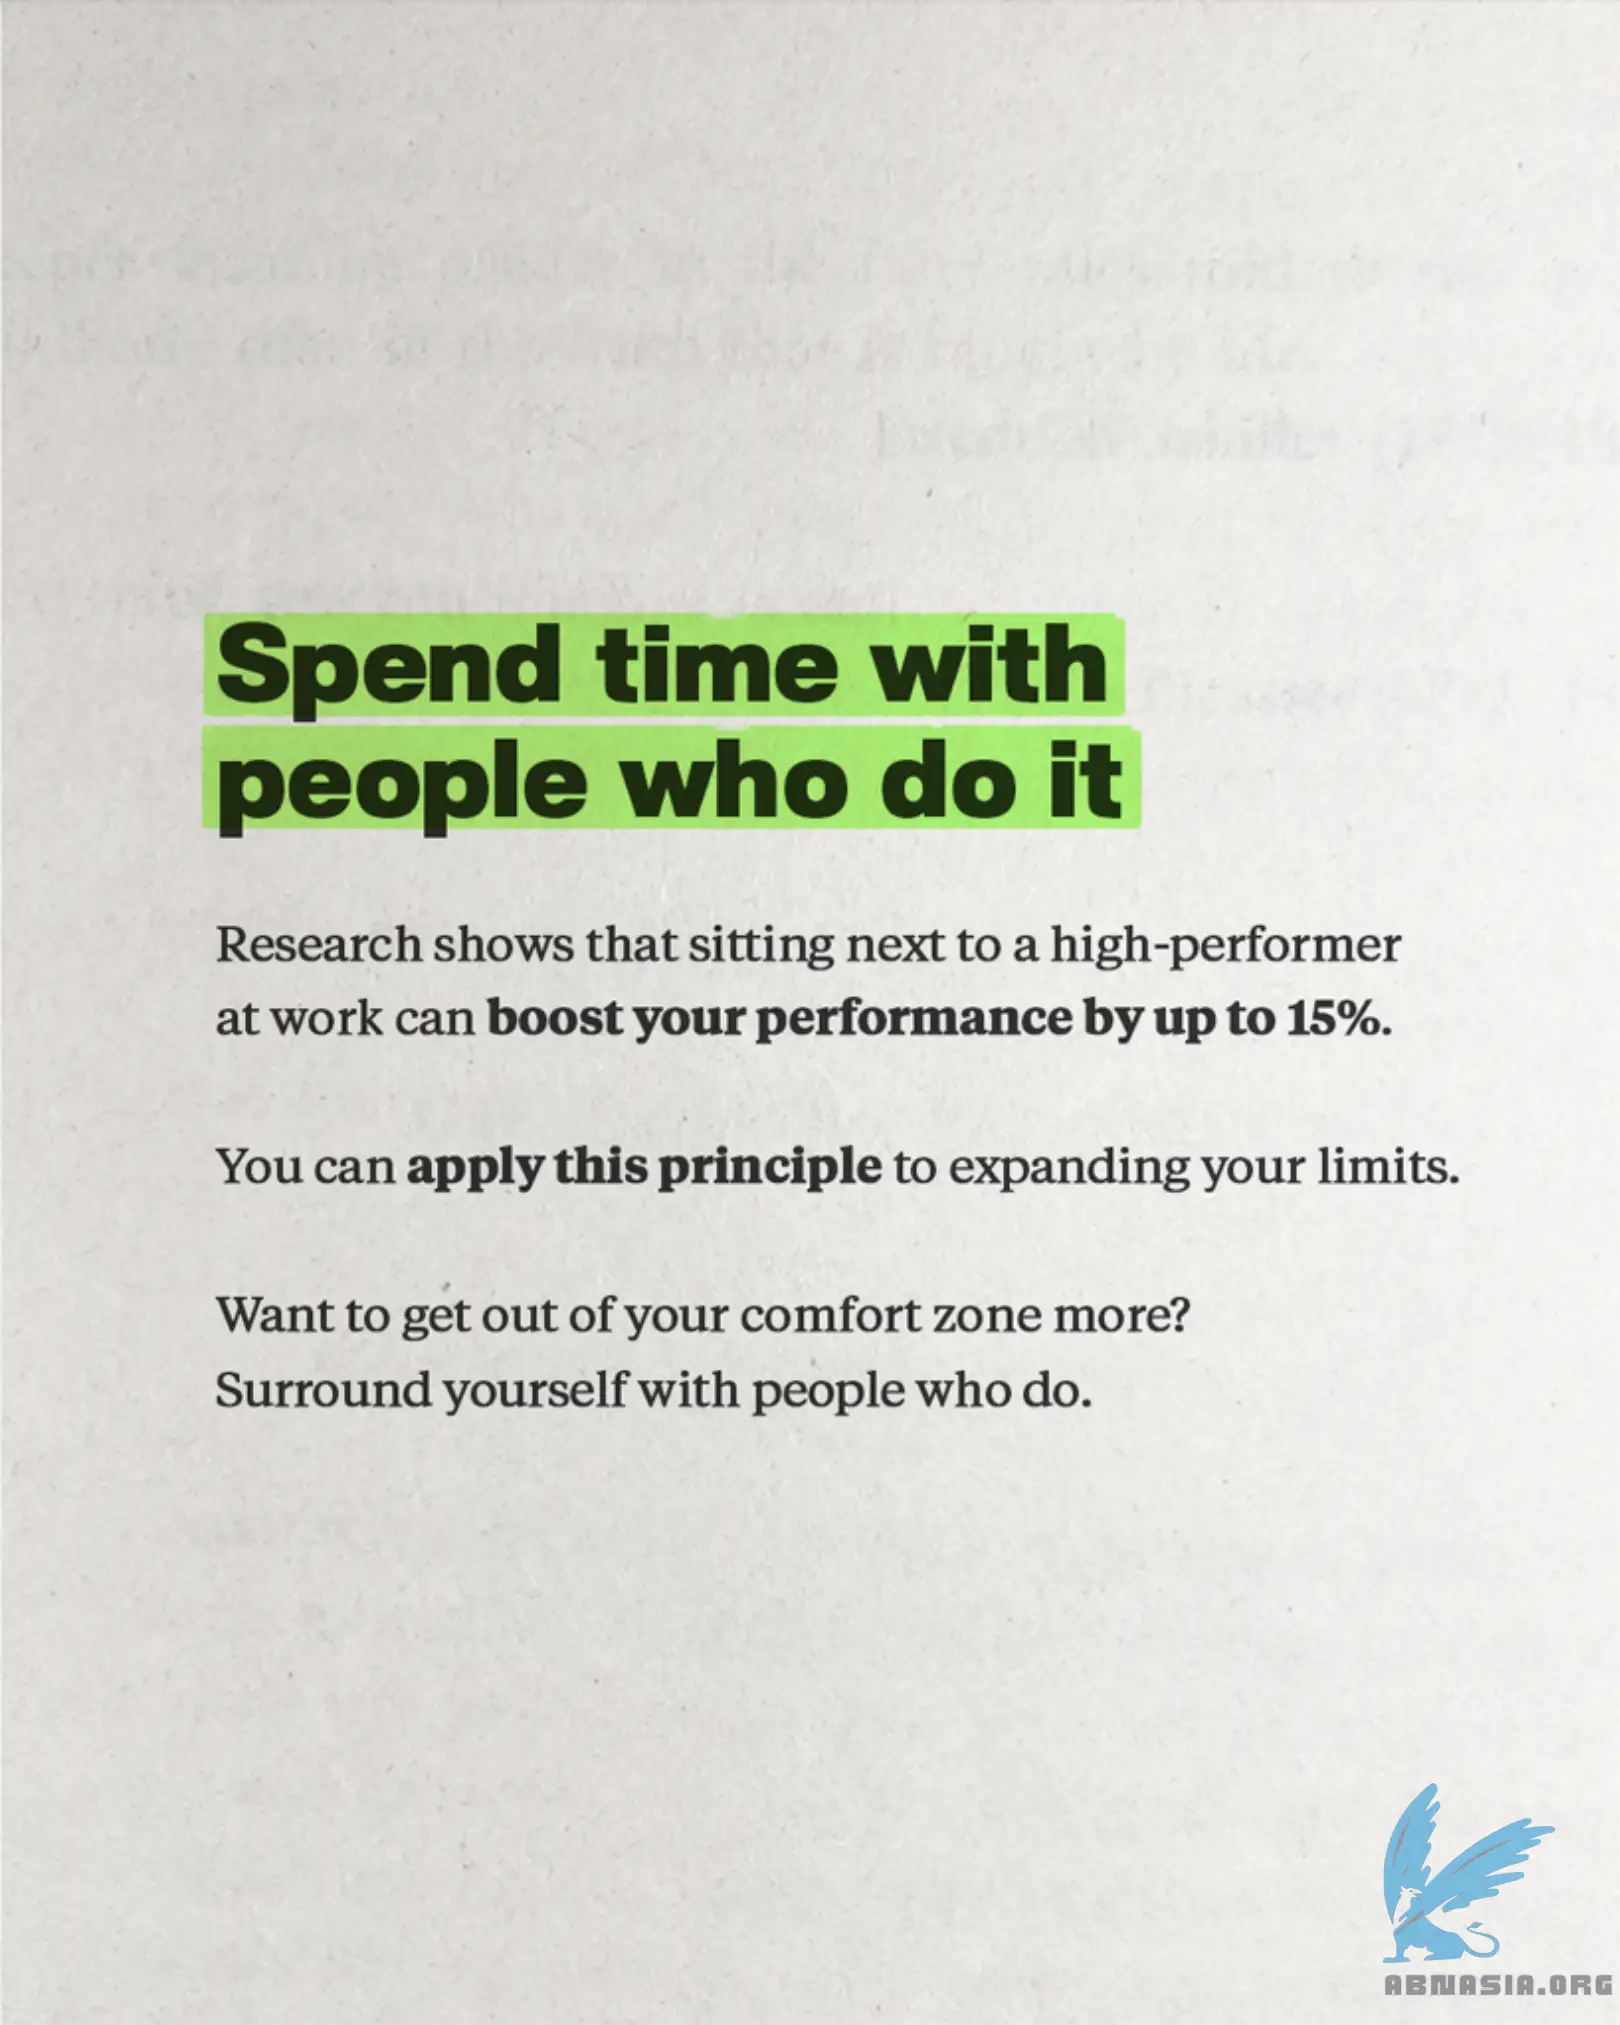 Spend time with
people who do it
Research shows that sitting next to a high-performer
at work can boost your performance by up to 15%.
You can apply this principle to expanding your limits.
Want to get out of your comfort zone more?
Surround yourself with people who do.
ABNASIA.ORG